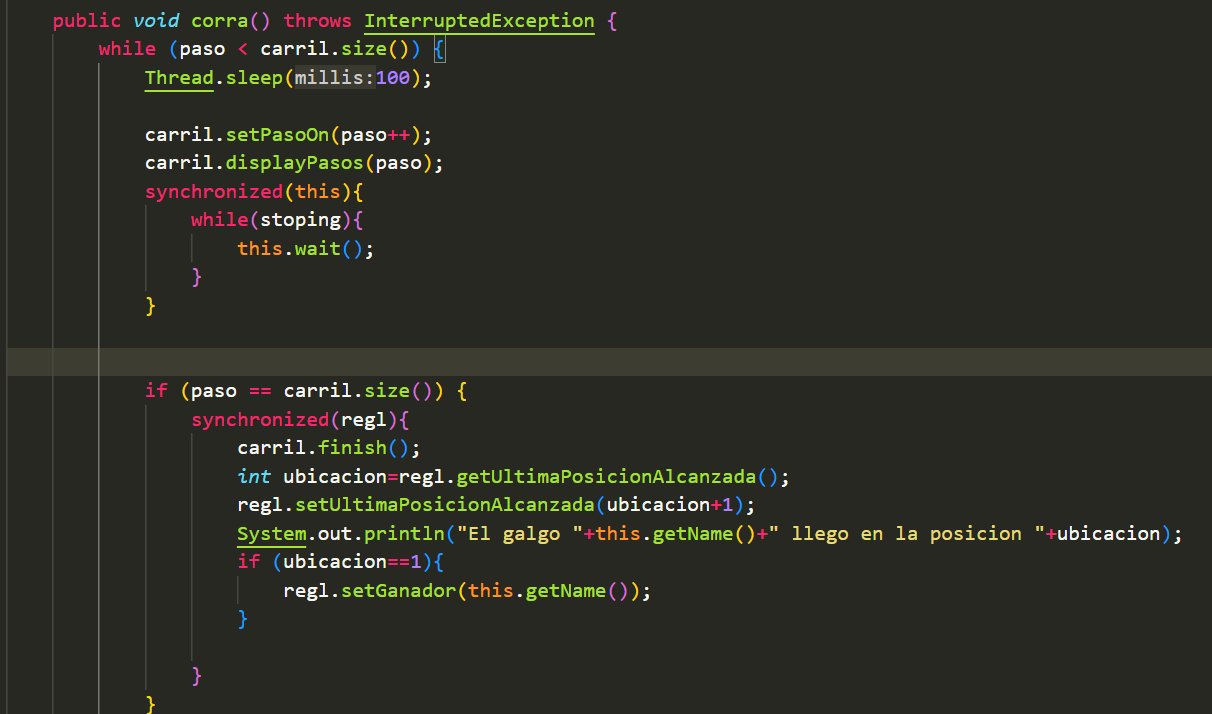 public void corra() throws InterruptedException {
while (paso < carril.size()) {
Thread.sleep(millis:100);
carril.setPasoOn(paso++);
carril.displayPasos(paso);
synchronized(this){
while(stoping){
this.wait();
}
}
if (paso == carril.size()) {
synchronized(regl){
carril.finish();
int ubicacion=regl.getUltimaPosicionAlcanzada();
regl.setUltimaPosicionAlcanzada(ubicacion+1);
System.out.println("El galgo "+this.getName()+" llego en la posicion "+ubicacion);
if (ubicacion==1){
regl.setGanador(this.getName());
}
}
}